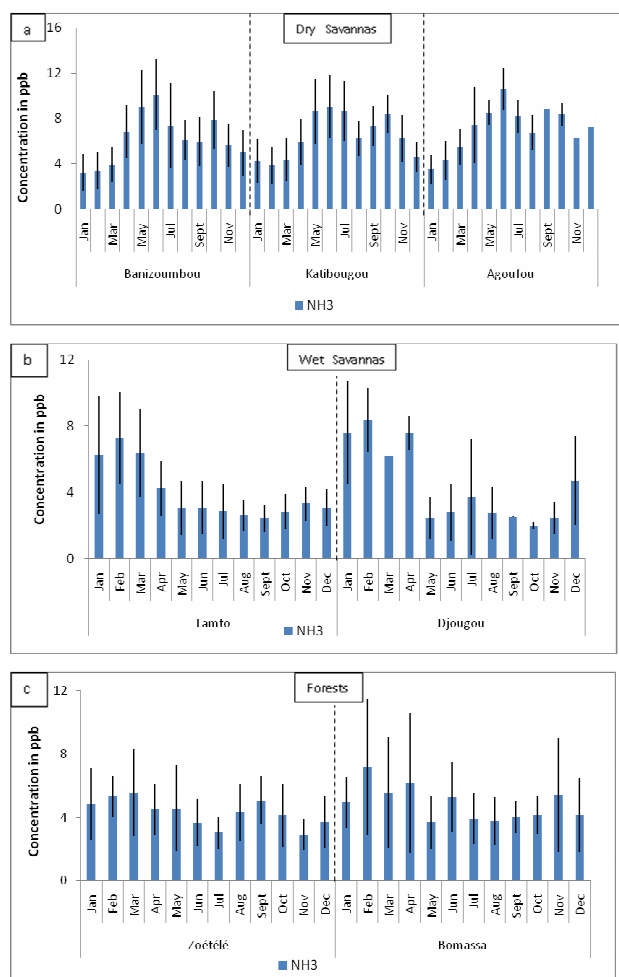 a
Dry Savannas
Concentration in ppb
16
12
8
4
0
Jan Mar May Jul Sept Nov Jan Mar May Jul Sept Nov Jan Mar May Jul Sept Nov
Banizoumbou Katibougou Agoufou
NH3
b
Wet Savannas
Concentration in ppb
12
8
4
0
Jan Feb Mar Apr May Jun Jul Aug Sept Oct Nov Dec Jan Feb Mar Apr May Jun Jul Aug Sept Oct Nov Dec
Lamto Djougou
NH3
c
Forests
Concentration in ppb
12
8
4
0
Jan Feb Mar Apr May Jun Jul Aug Sept Oct Nov Dec Jan Feb Mar Apr May Jun Jul Aug Sept Oct Nov Dec
Zoétélé Bomassa
NH3